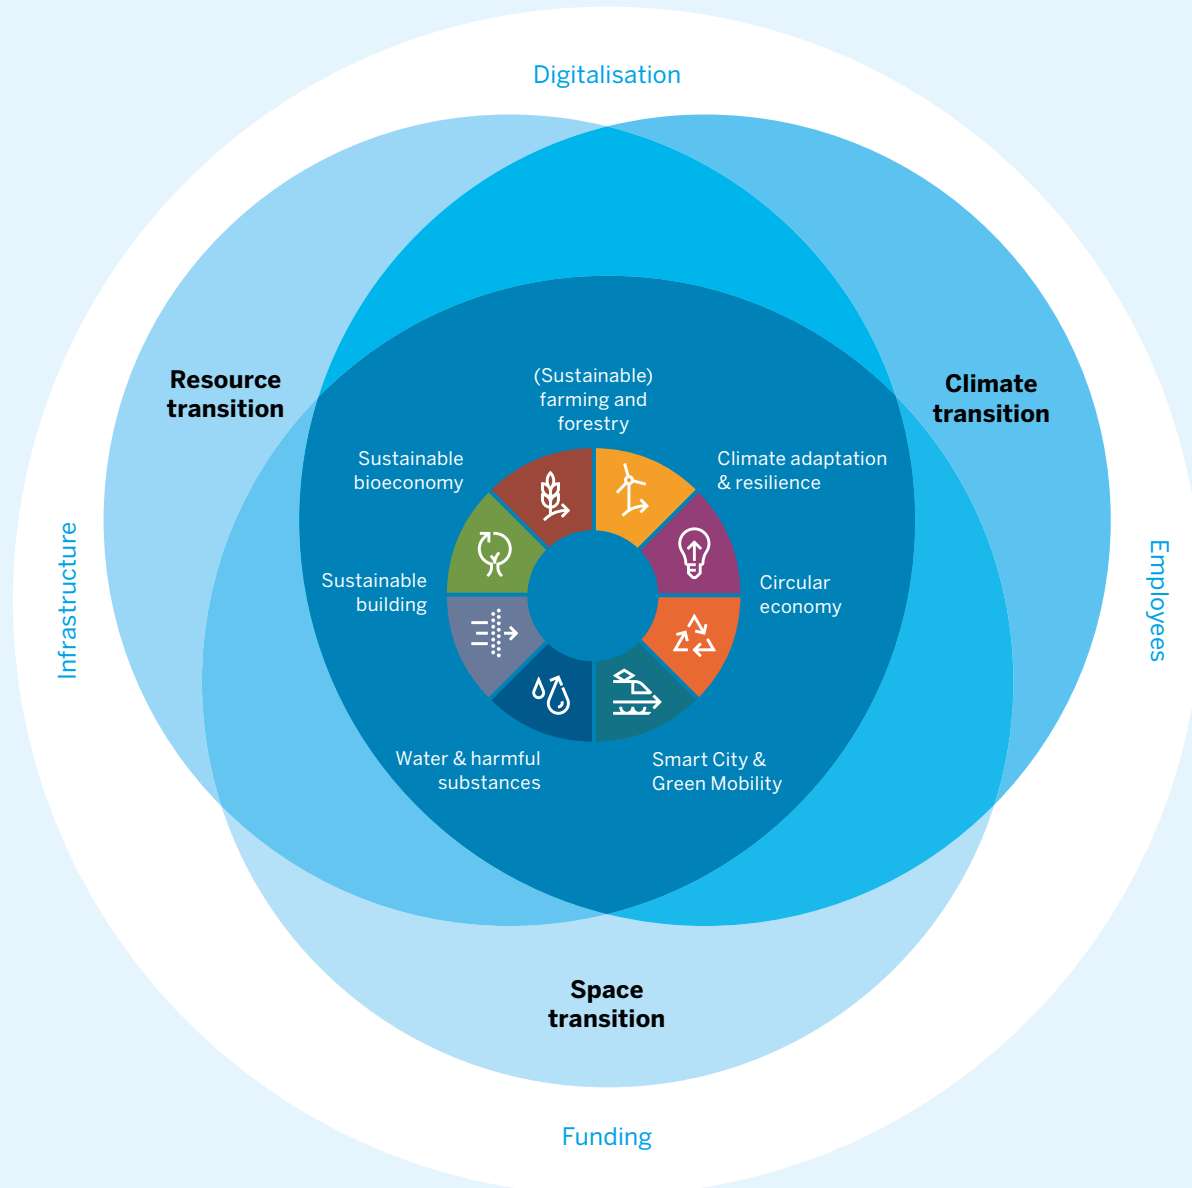 Digitalisation
Resource
transition
Climate
transition
(Sustainable)
farming and
forestry
Sustainable
bioeconomy
Climate adaptation
& resilience
Infrastructure
Employees
Sustainable
building
Circular
economy
Water & harmful
substances
Smart City &
Green Mobility
Space
transition
Funding